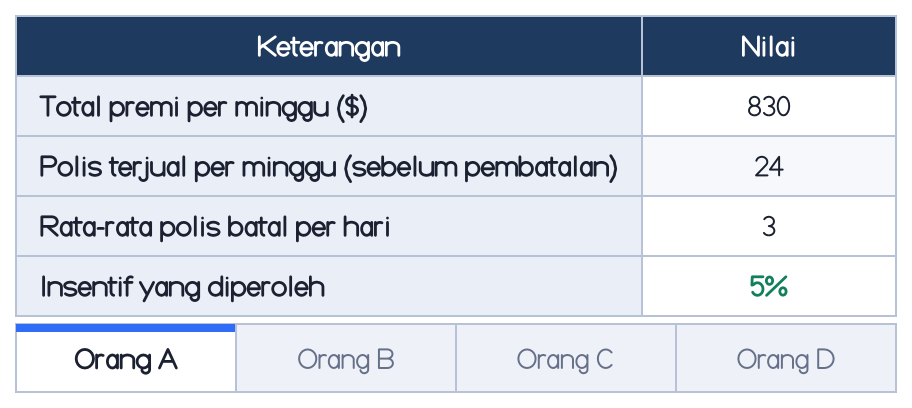 Keterangan Nilai
Total premi per minggu ($) 830
Polis terjual per minggu (sebelum pembatalan) 24
Rata-rata polis batal per hari 3
Insentif yang diperoleh 5%
Orang A Orang B Orang C Orang D